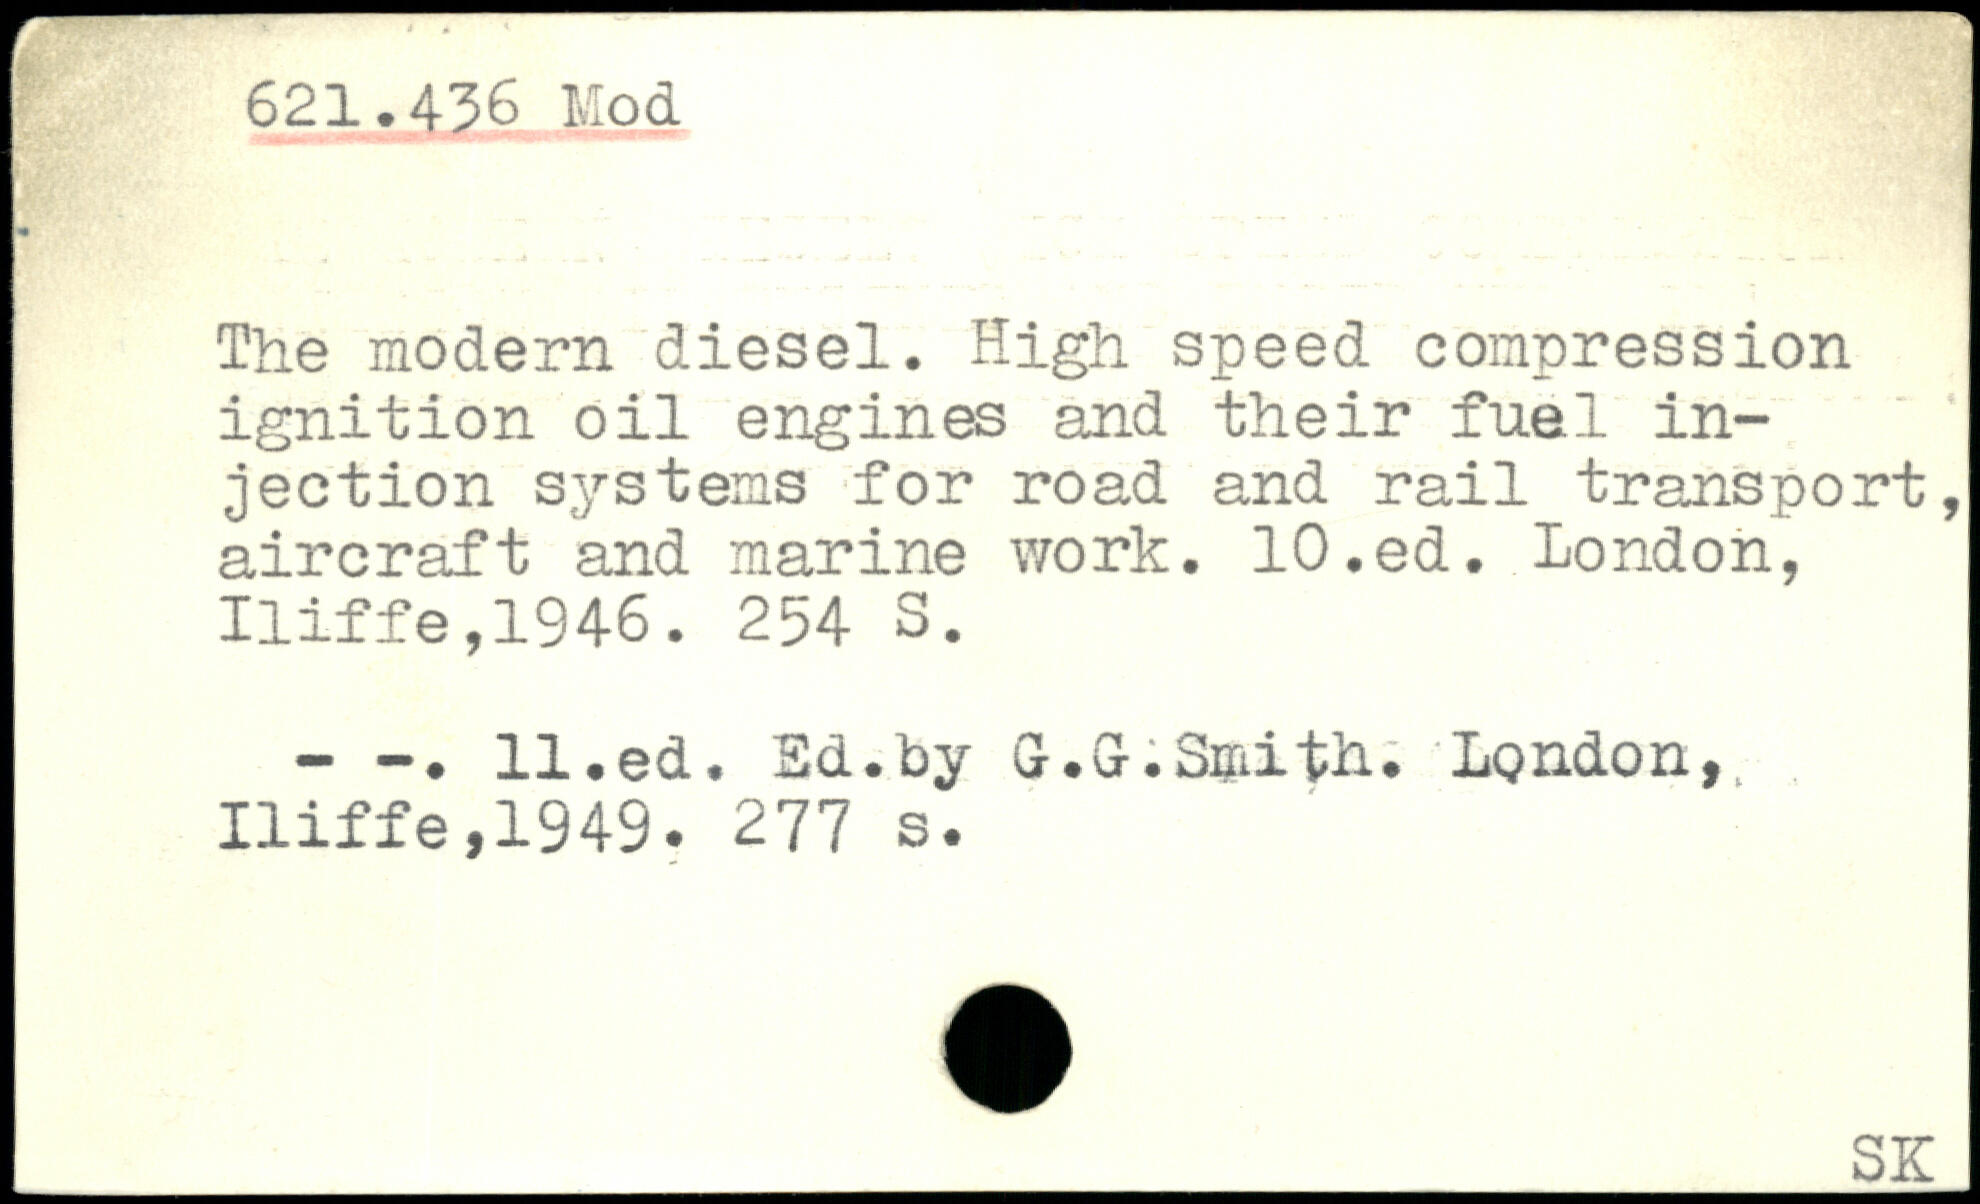 621.436 Mod
The modern diesel. High speed compression
ignition oil engines and their fuel in-
jection systems for road and rail transport,
aircraft and marine work. 10.ed. London,
Iliffe,1946. 254 S.
- -. 11.ed. Ed.by G.G.Smith. London,
Iliffe,1949. 277 s.
SK